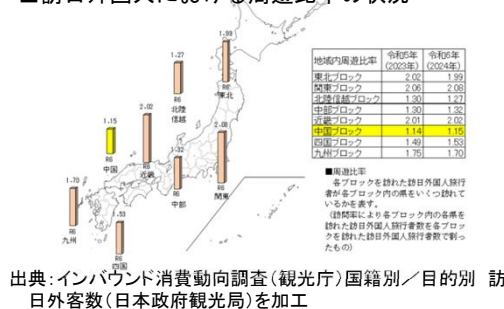 ■訪日外国人における周遊比率の状況
1.99
R6
東北
1.27
R6
北陸
信越
2.02
R6
近畿
1.15
R6
中国
2.08
R6
関東
1.32
R6
中部
1.70
R6
九州
1.53
R6
四国
地域内周遊比率 令和5年(2023年) 令和6年(2024年)
東北ブロック 2.02 1.99
関東ブロック 2.06 2.08
北陸信越ブロック 1.30 1.27
中部ブロック 1.30 1.32
近畿ブロック 2.01 2.02
中国ブロック 1.14 1.15
四国ブロック 1.49 1.53
九州ブロック 1.75 1.70
■周遊比率
各ブロックを訪れた訪日外国人旅行
者が各ブロック内の県をいくつ訪れて
いるかを表す。
(訪問率により各ブロック内の各県を
訪れた訪日外国人旅行者数を各ブロッ
クを訪れた訪日外国人旅行者数で割っ
たもの)
出典:インバウンド消費動向調査(観光庁)国籍別/目的別 訪
日外客数(日本政府観光局)を加工